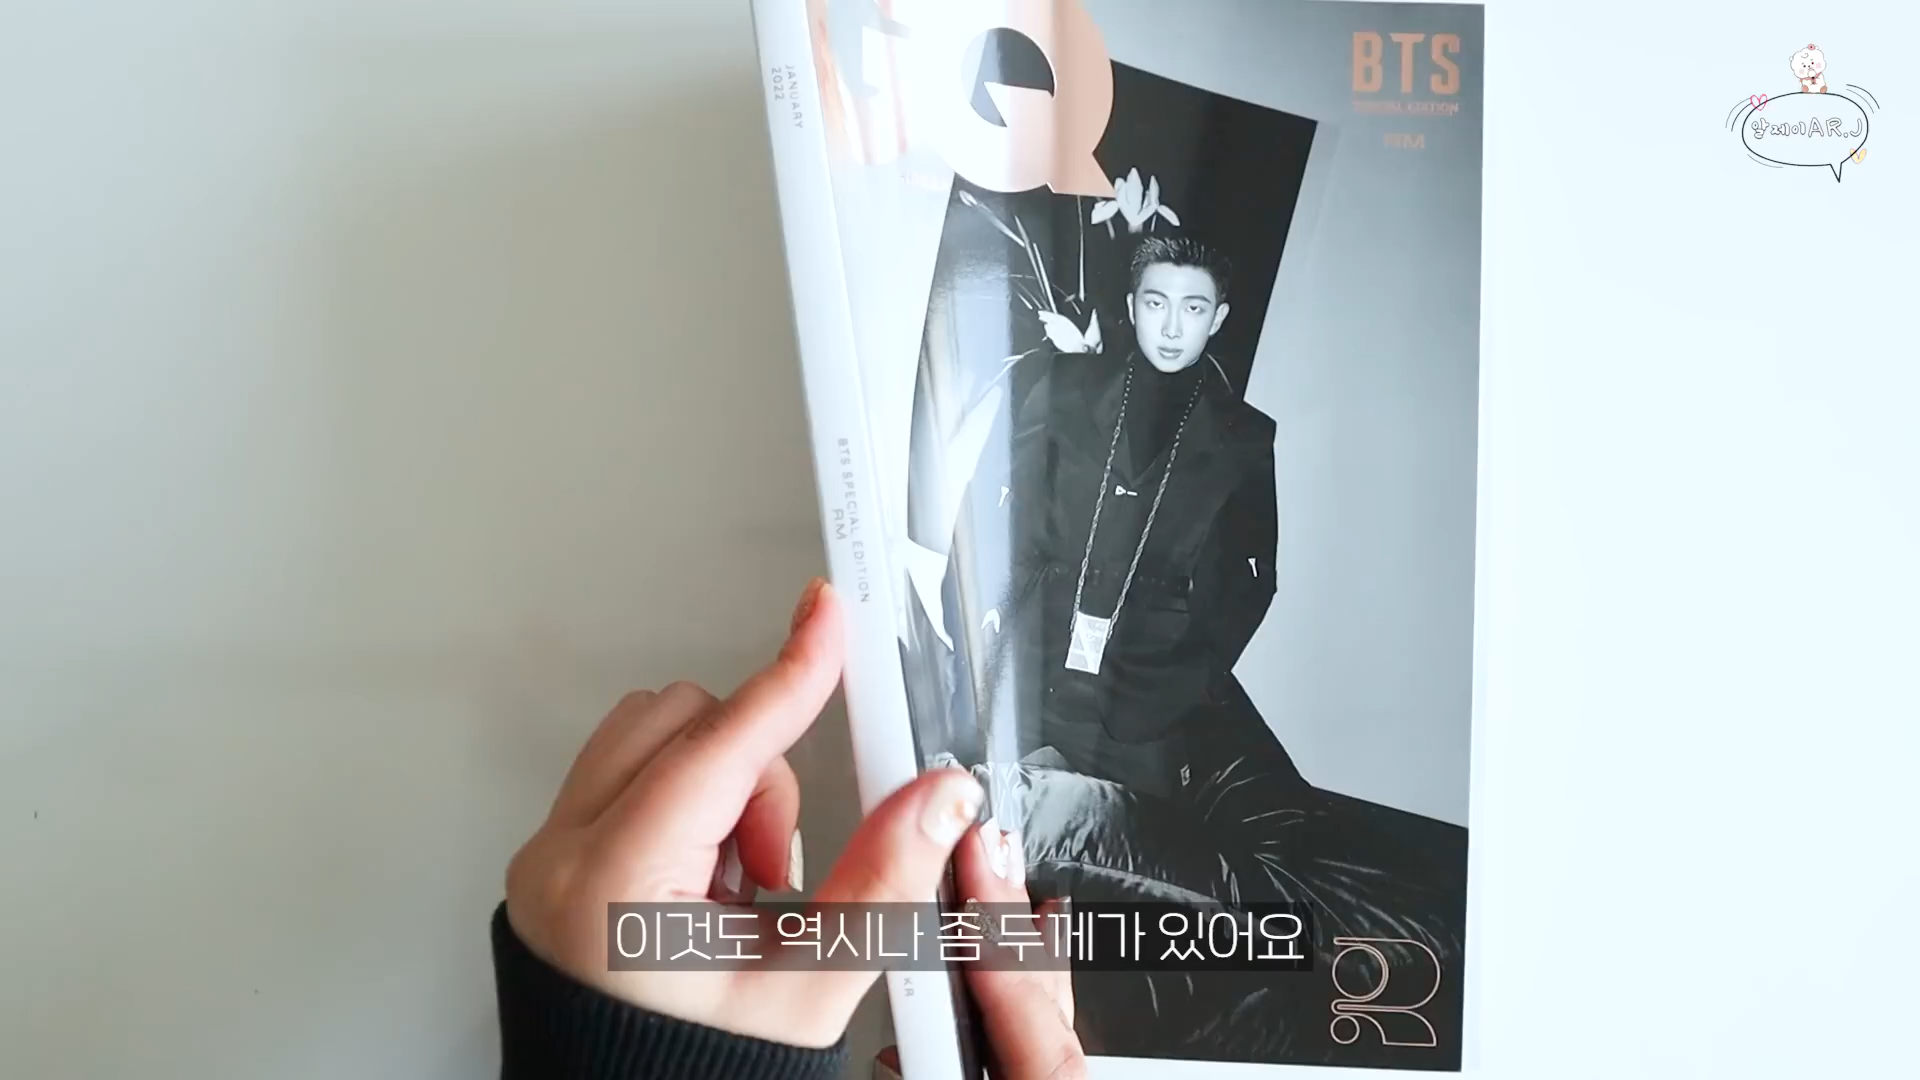 GQ
BTS
SPECIAL EDITION
RM
알제이AR.J
JANUARY
2022
BTS SPECIAL EDITION
RM
KR
이것도 역시나 좀 두께가 있어요